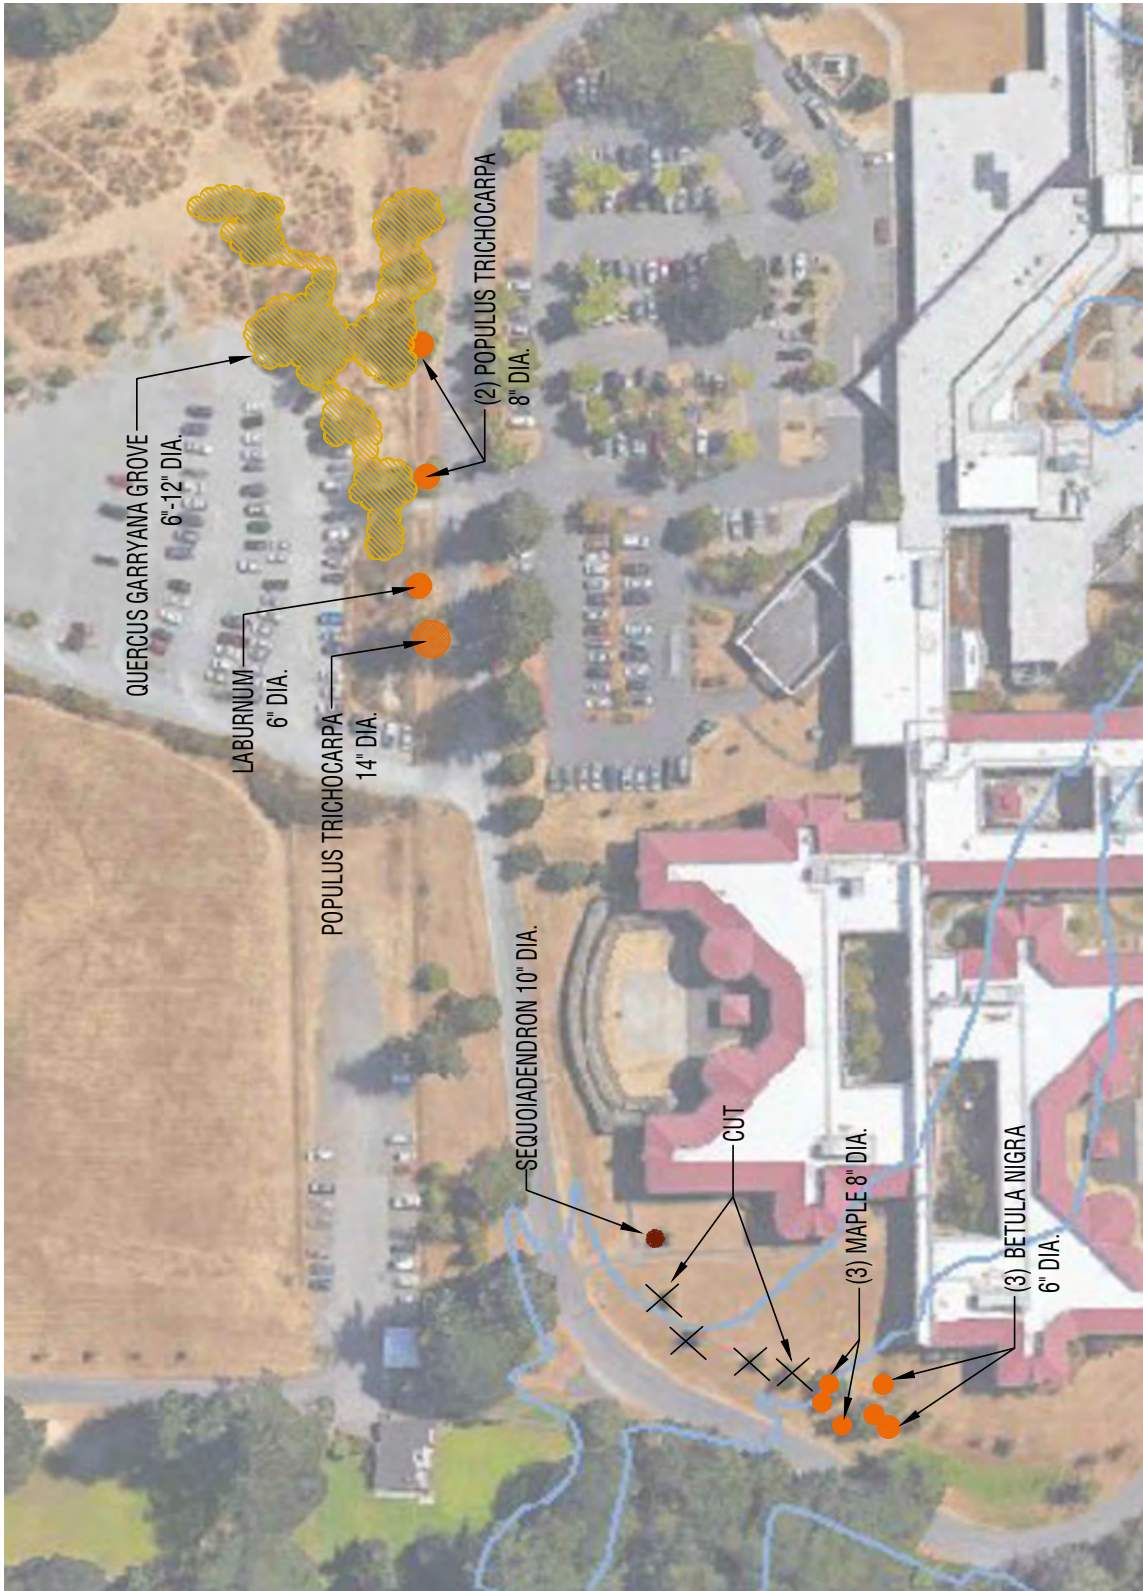 QUERCUS GARRYANA GROVE
6"-12" DIA.
(2) POPULUS TRICHOCARPA
8" DIA.
LABURNUM
6" DIA.
POPULUS TRICHOCARPA
14" DIA.
SEQUOIADENDRON 10" DIA.
CUT
(3) MAPLE 8" DIA.
(3) BETULA NIGRA
6" DIA.